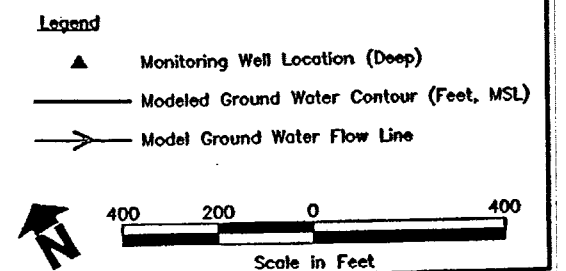 Legend
Monitoring Well Location (Deep)
Modeled Ground Water Contour (Feet, MSL)
Model Ground Water Flow Line
N
400 200 0 400
Scale in Feet